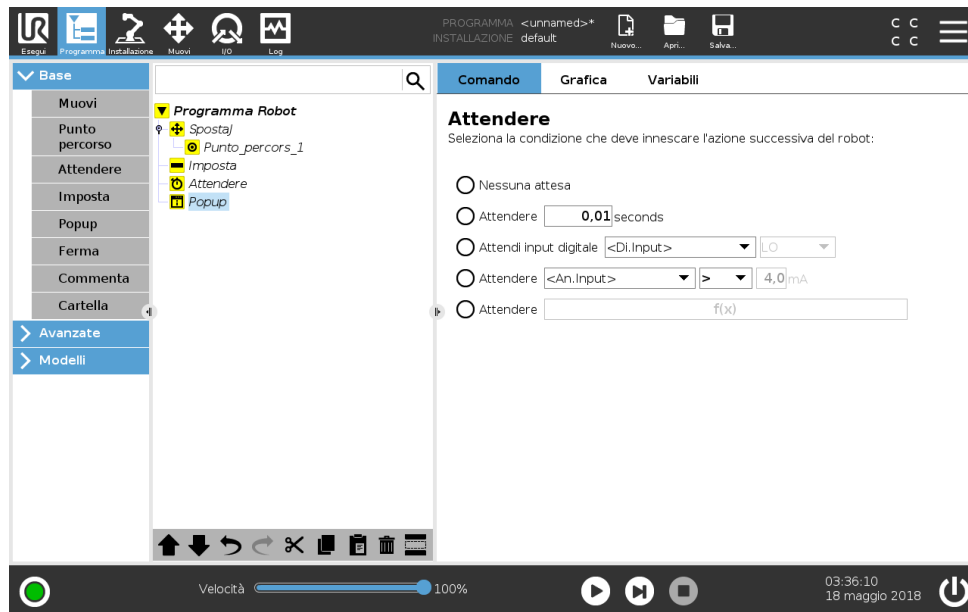 UR
Esegui
Programma
Installazione
Muovi
I/O
Log
PROGRAMMA <unnamed>*
INSTALLAZIONE default
Nuovo...
Apri...
Salva...
C C
C C
Base
Muovi
Punto
percorso
Attendere
Imposta
Popup
Ferma
Commenta
Cartella
Avanzate
Modelli
Programma Robot
SpostaJ
Punto_percors_1
Imposta
Attendere
Popup
Comando Grafica Variabili
Attendere
Seleziona la condizione che deve innescare l'azione successiva del robot:
Nessuna attesa
Attendere 0,01 seconds
Attendi input digitale <Di.Input> LO
Attendere <An.Input> > 4,0 mA
Attendere f(x)
Velocità 100%
03:36:10
18 maggio 2018